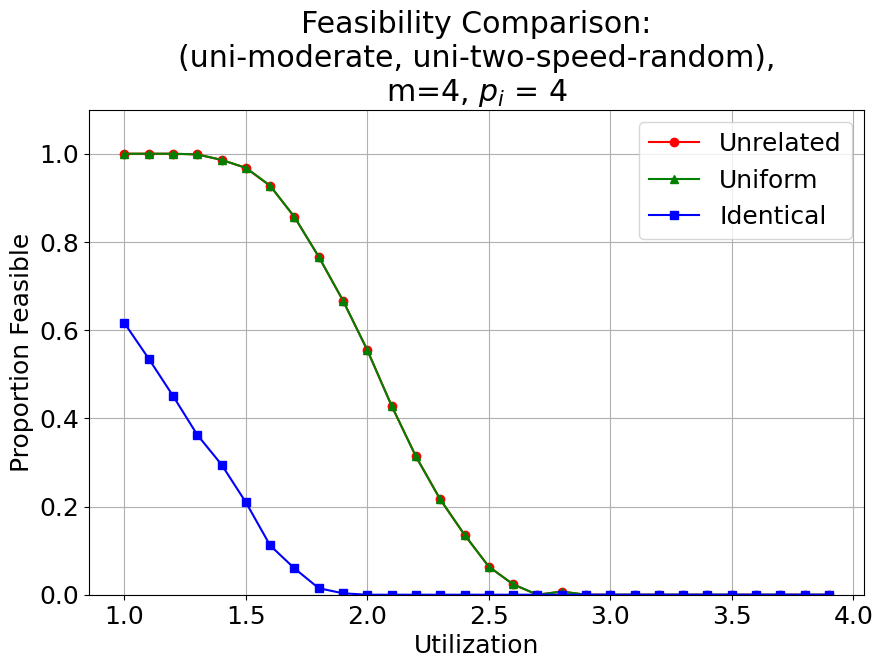 Feasibility Comparison:
(uni-moderate, uni-two-speed-random),
m=4, $p_i$ = 4
Unrelated
Uniform
Identical
Proportion Feasible
1.0
0.8
0.6
0.4
0.2
0.0
1.0 1.5 2.0 2.5 3.0 3.5 4.0
Utilization